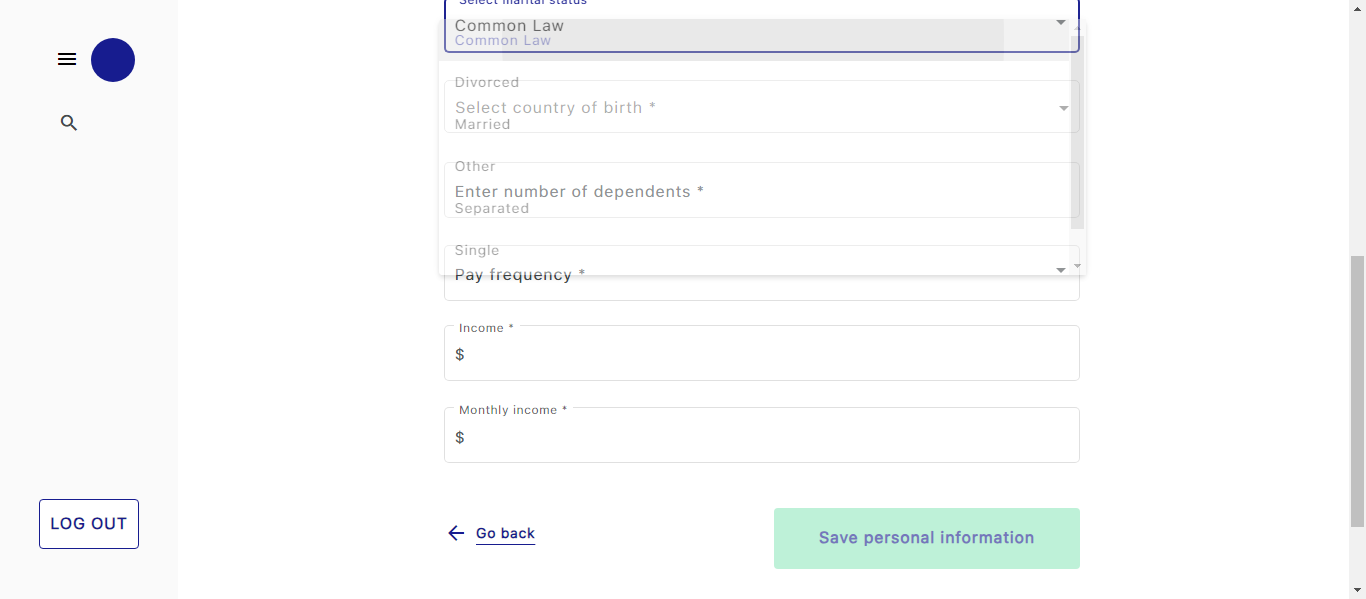 Select marital status
Common Law
Common Law
Divorced
Select country of birth *
Married
Other
Enter number of dependents *
Separated
Single
Pay frequency *
Income *
$
Monthly income *
$
LOG OUT
Go back
Save personal information